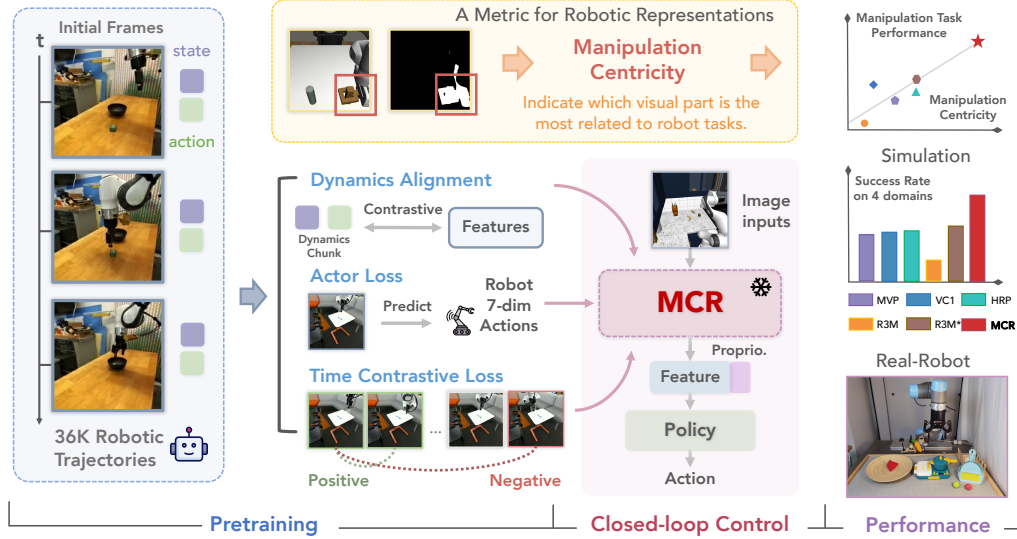 Initial Frames
t
state
action
36K Robotic
Trajectories
A Metric for Robotic Representations
Manipulation
Centricity
Indicate which visual part is the
most related to robot tasks.
Dynamics Alignment
Contrastive
Features
Dynamics
Chunk
Actor Loss
Predict
Robot
7-dim
Actions
Time Contrastive Loss
...
Positive
Negative
Image
inputs
MCR
Proprio.
Feature
Policy
Action
Manipulation Task
Performance
Manipulation
Centricity
Simulation
Success Rate
on 4 domains
MVP
VC1
HRP
R3M
R3M*
MCR
Real-Robot
Pretraining
Closed-loop Control
Performance